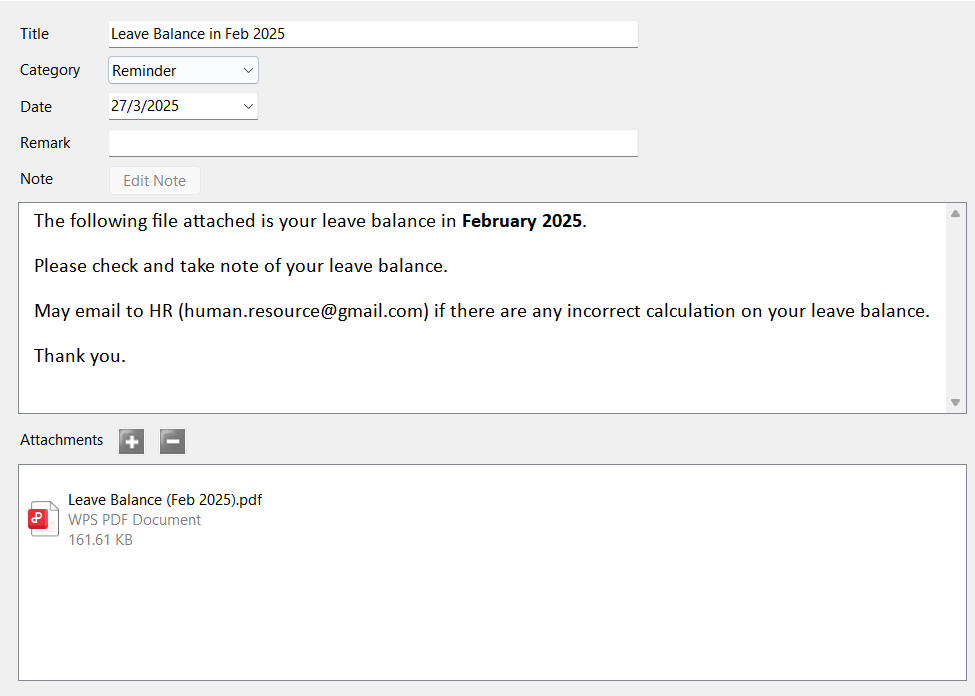 Title Leave Balance in Feb 2025
Category Reminder
Date 27/3/2025
Remark
Note Edit Note
The following file attached is your leave balance in February 2025.
Please check and take note of your leave balance.
May email to HR (human.resource@gmail.com) if there are any incorrect calculation on your leave balance.
Thank you.
Attachments
Leave Balance (Feb 2025).pdf
WPS PDF Document
161.61 KB